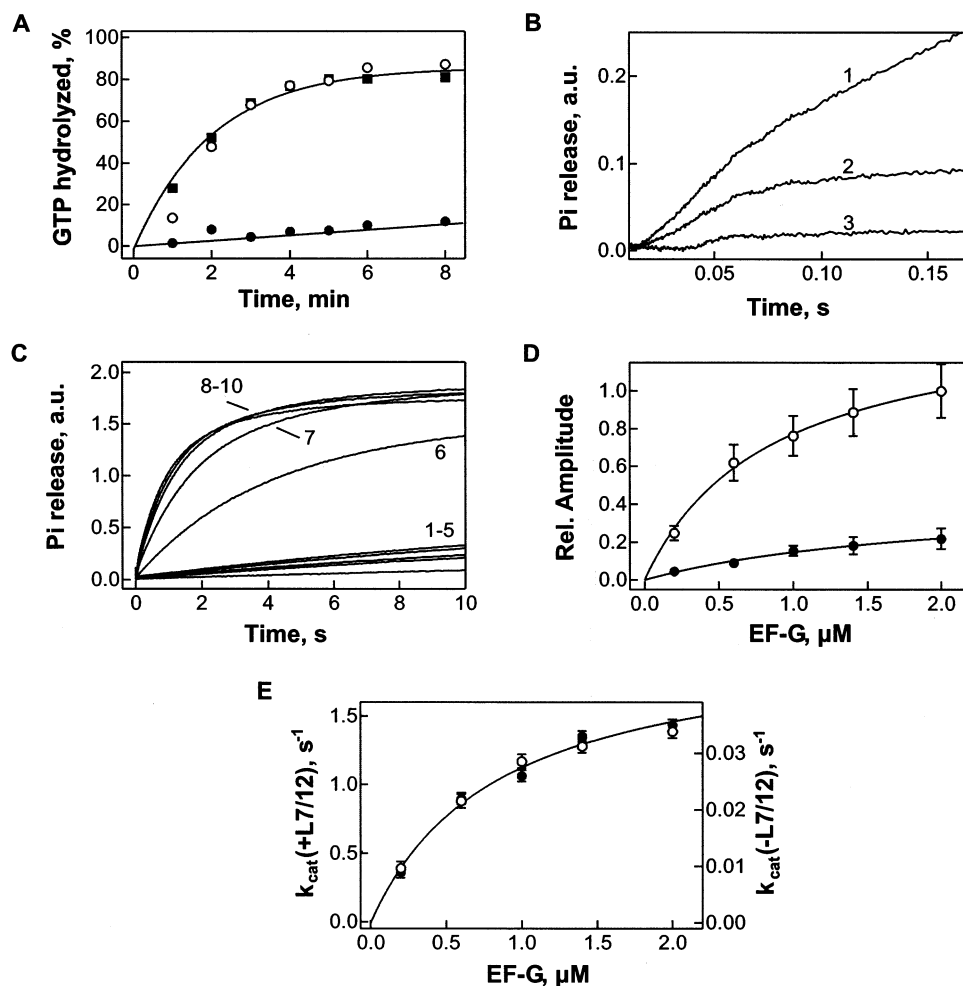 A
GTP hydrolyzed, %
100
80
60
40
20
0
0 2 4 6 8
Time, min
B
Pi release, a.u.
0.2
0.1
0.0
1
2
3
0.05 0.10 0.15
Time, s
C
Pi release, a.u.
2.0
1.5
1.0
0.5
0.0
8-10
7
6
1-5
0 2 4 6 8 10
Time, s
D
Rel. Amplitude
1.0
0.8
0.6
0.4
0.2
0.0
0.0 0.5 1.0 1.5 2.0
EF-G, µM
E
kcat(+L7/12), s-1
1.5
1.0
0.5
0.0
0.03
0.02
0.01
0.00
kcat(-L7/12), s-1
0.0 0.5 1.0 1.5 2.0
EF-G, µM